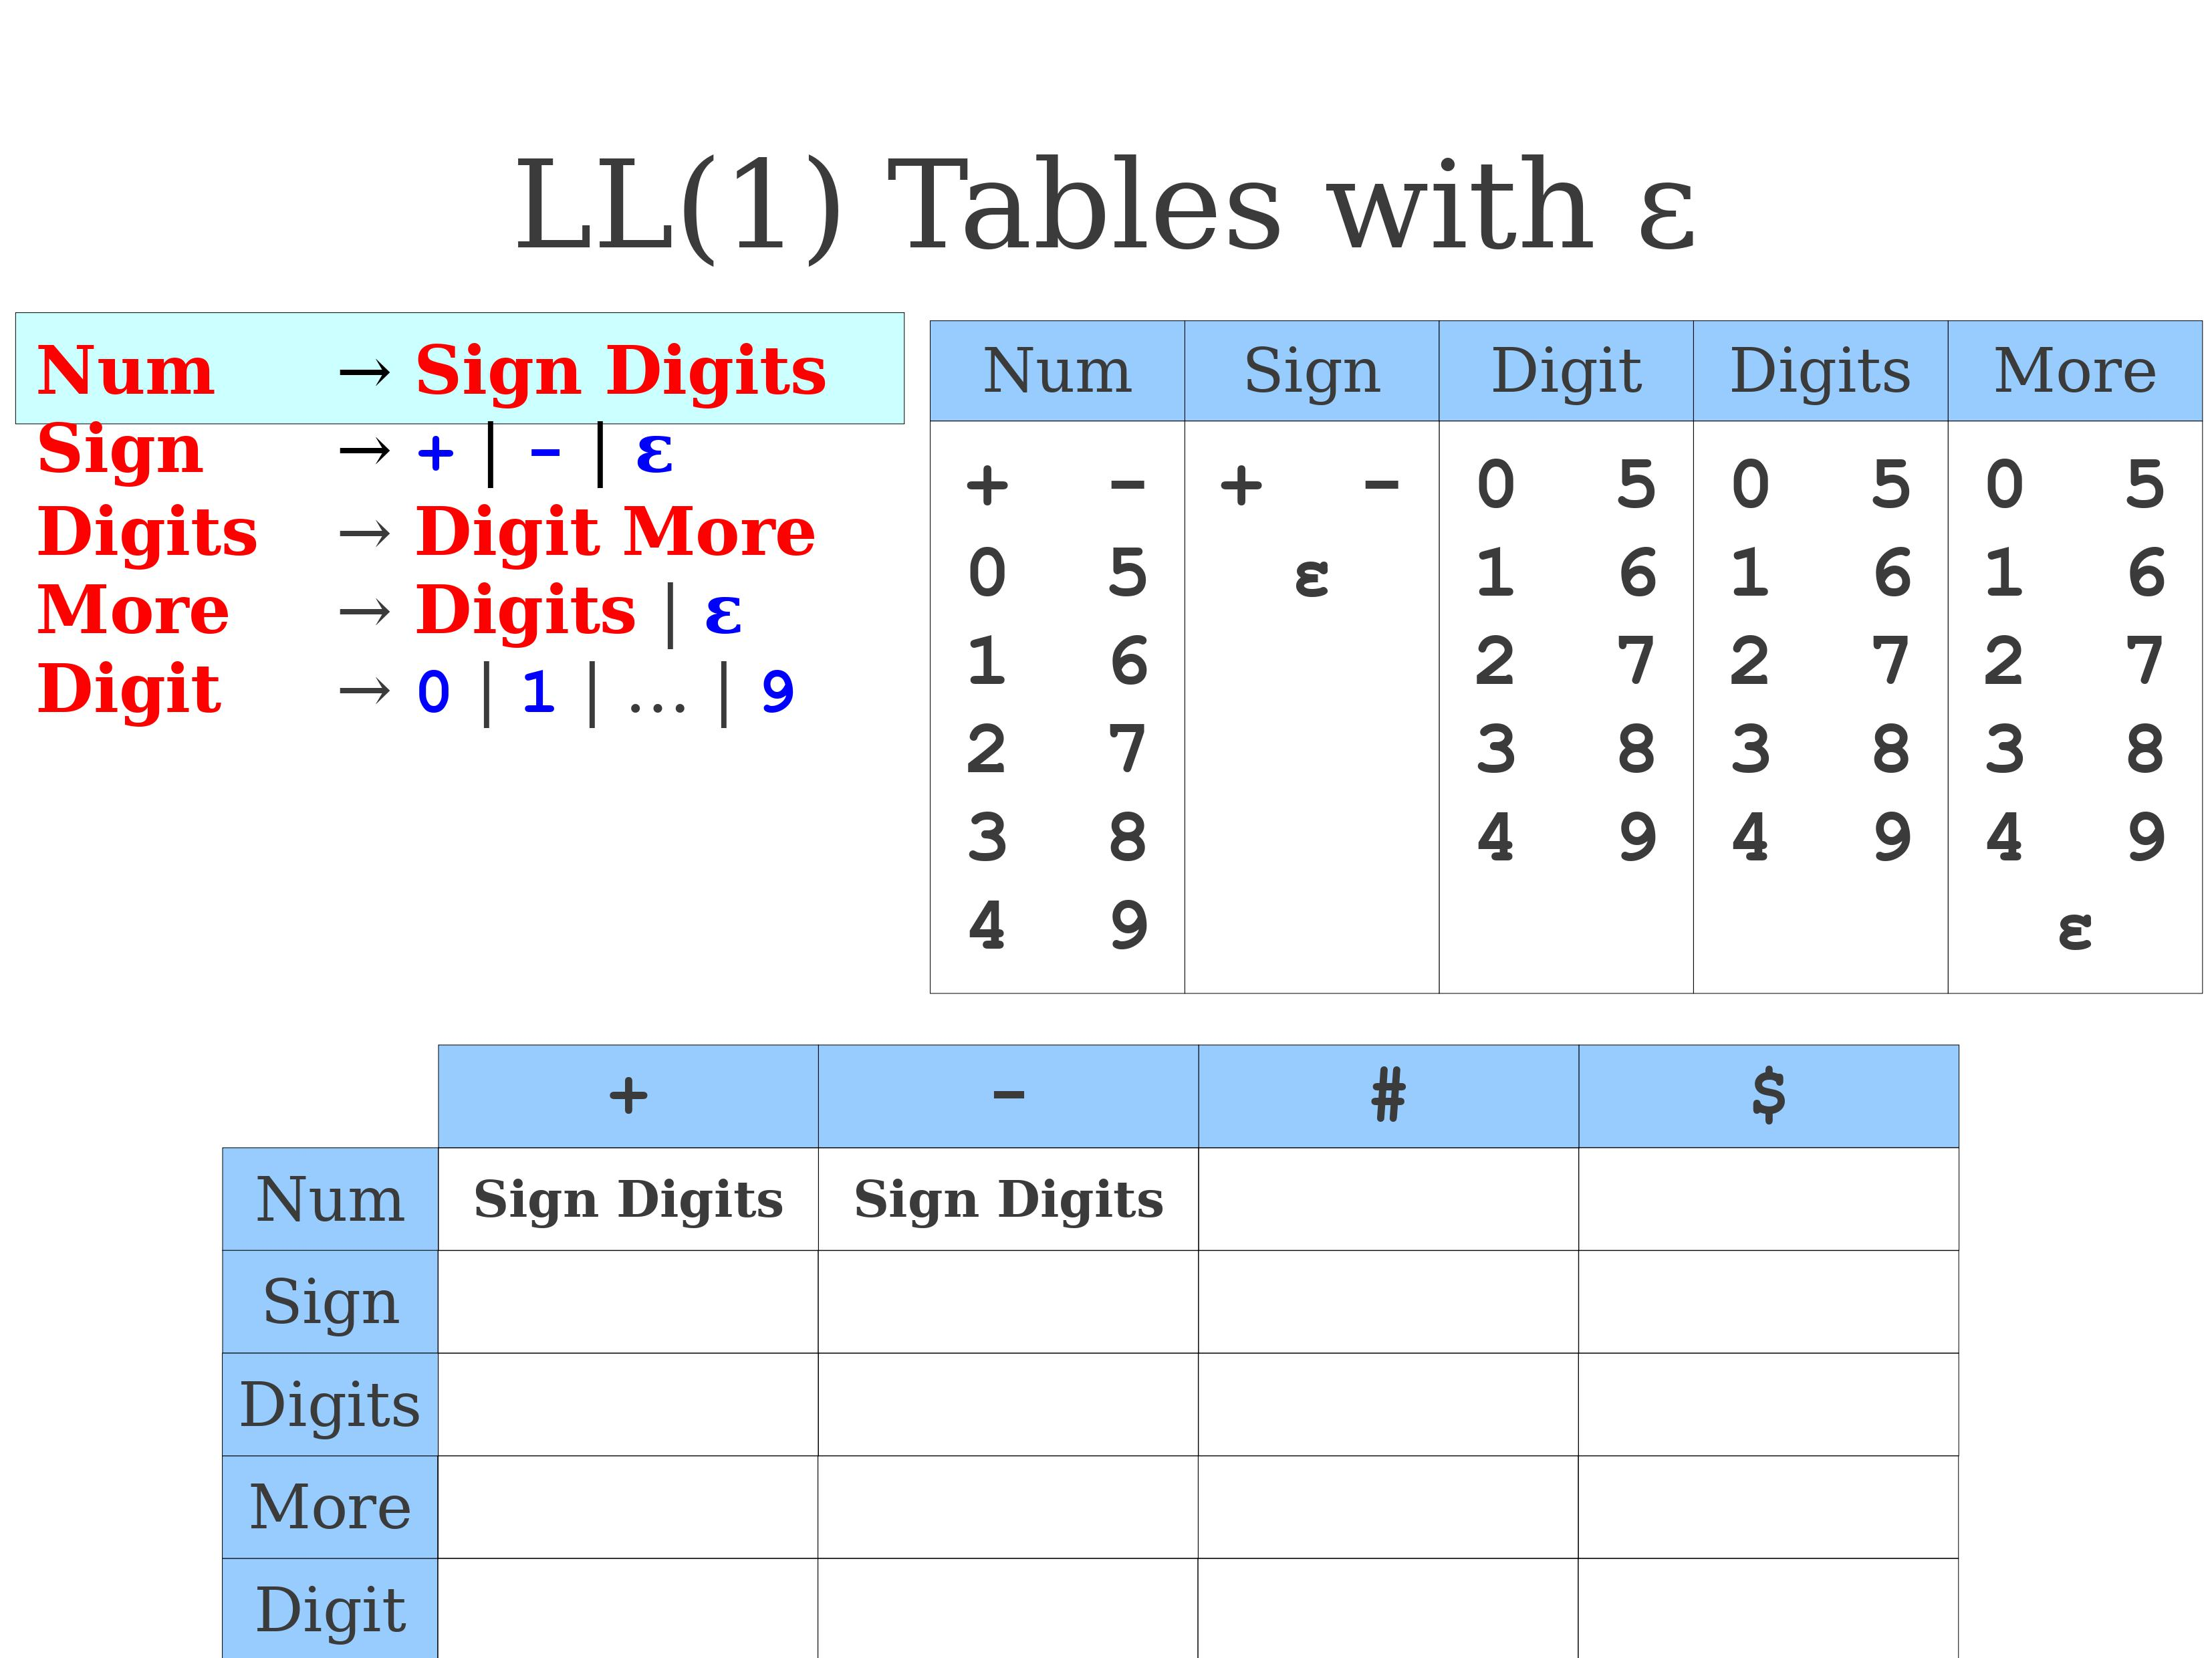 LL(1) Tables with ε
Num → Sign Digits
Sign → + | - | ε
Digits → Digit More
More → Digits | ε
Digit → 0 | 1 | … | 9
Num Sign Digit Digits More
+ - + - 0 5 0 5 0 5
0 5 ε 1 6 1 6 1 6
1 6 2 7 2 7 2 7
2 7 3 8 3 8 3 8
3 8 4 9 4 9 4 9
4 9 ε
+ - # $
Num Sign Digits Sign Digits
Sign
Digits
More
Digit